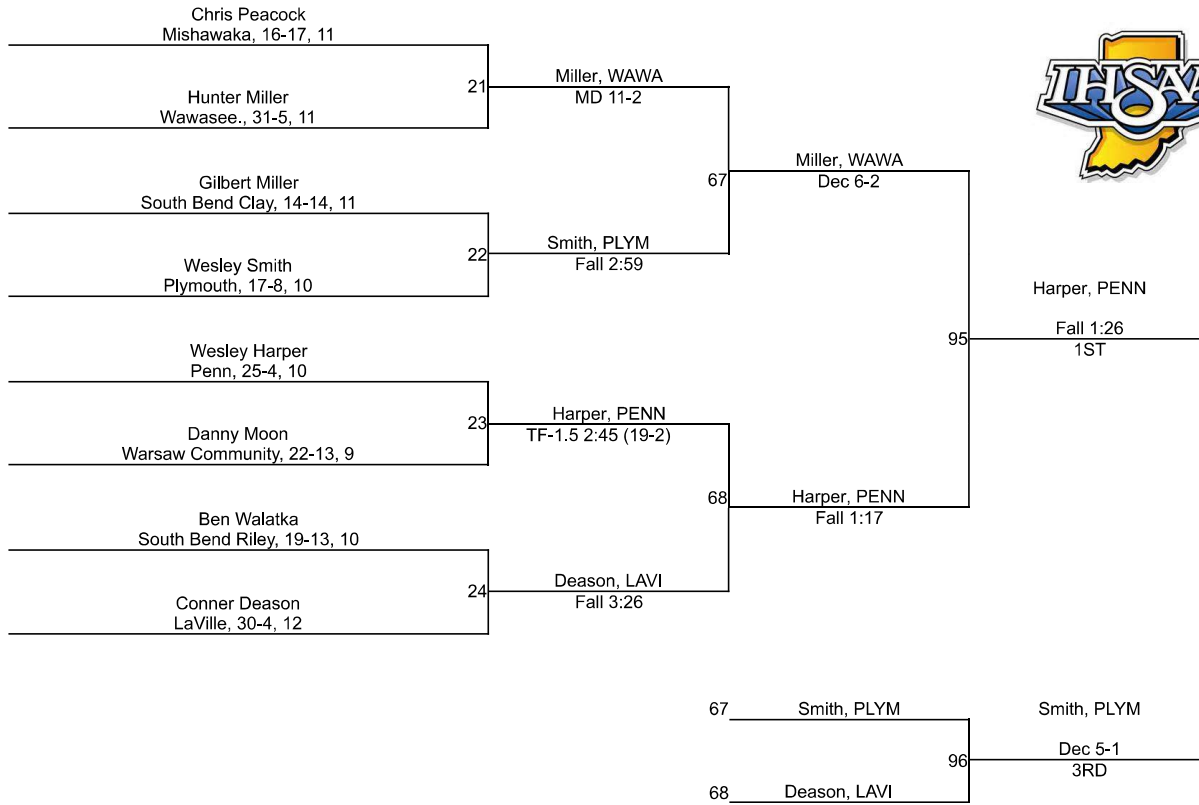 Chris Peacock
Mishawaka, 16-17, 11
21
Hunter Miller
Wawasee., 31-5, 11
Miller, WAWA
MD 11-2
Gilbert Miller
South Bend Clay, 14-14, 11
22
Wesley Smith
Plymouth, 17-8, 10
Smith, PLYM
Fall 2:59
67
Miller, WAWA
Dec 6-2
Wesley Harper
Penn, 25-4, 10
23
Danny Moon
Warsaw Community, 22-13, 9
Harper, PENN
TF-1.5 2:45 (19-2)
Ben Walatka
South Bend Riley, 19-13, 10
24
Conner Deason
LaVille, 30-4, 12
Deason, LAVI
Fall 3:26
68
Harper, PENN
Fall 1:17
95
Harper, PENN
Fall 1:26
1ST
67
Smith, PLYM
96
68
Deason, LAVI
Smith, PLYM
Dec 5-1
3RD
IHSAA